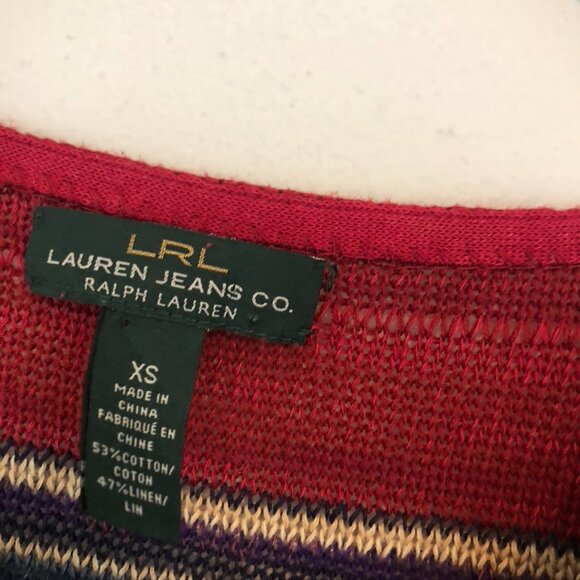 LRL
LAUREN JEANS CO.
RALPH LAUREN
XS
MADE IN
CHINA
FABRIQUÉ EN
CHINE
53%COTTON/
COTON
47%LINEN/
LIN